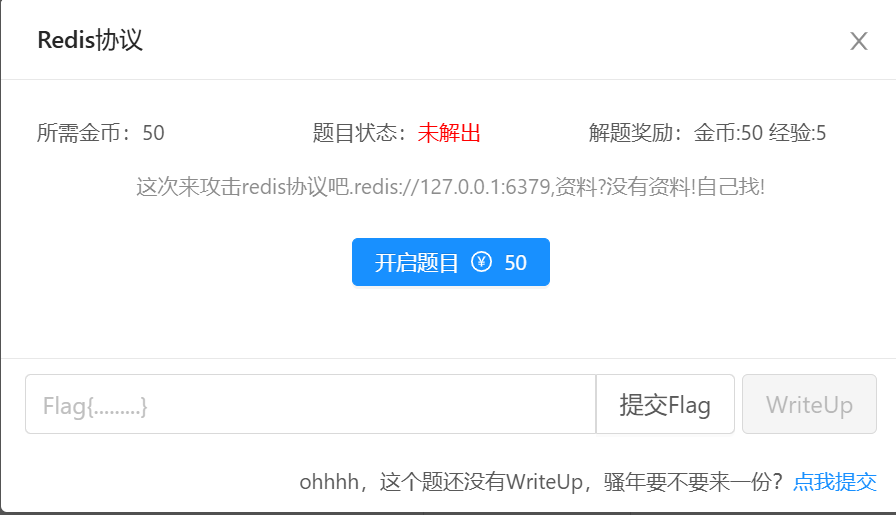 Redis协议
所需金币：50 题目状态：未解出 解题奖励：金币:50 经验:5
这次来攻击redis协议吧.redis://127.0.0.1:6379,资料?没有资料!自己找!
开启题目 ¥ 50
Flag{.........} 提交Flag WriteUp
ohhhh，这个题还没有WriteUp，骚年要不要来一份？点我提交